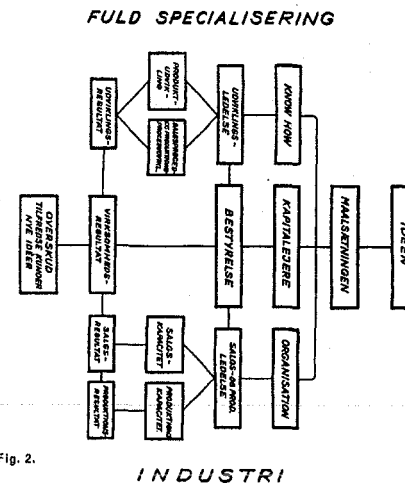 FULD SPECIALISERING
UDVIKLINGS-
RESULTAT
PRODUKT-
UDVIK-
LING
UDVIKLINGS-
LEDELSE
KNOW HOW
OVERSKUD
TILFREDSE KUNDER
NYE IDEER
VIRKSOMHEDS-
RESULTAT
BESTYRELSE
KAPITALEJERE
MAALSÆTNINGEN
IDEEN
SALGS-
RESULTAT
SALGS-
KAPACITET
SALGS-OG PROD.
LEDELSE
ORGANISATION
PRODUKTIONS
RESULTAT
PRODUKTIONS
KAPACITET.
Fig. 2.
INDUSTRI